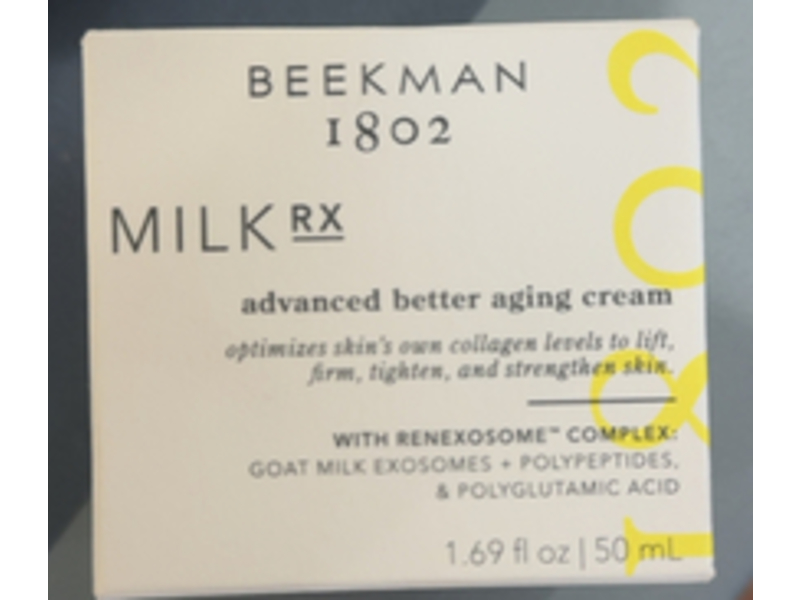 BEEKMAN
1802
MILK RX
advanced better aging cream
optimizes skin's own collagen levels to lift,
firm, tighten, and strengthen skin.
WITH RENEXOSOME™ COMPLEX:
GOAT MILK EXOSOMES + POLYPEPTIDES,
& POLYGLUTAMIC ACID
1.69 fl oz | 50 mL
1802